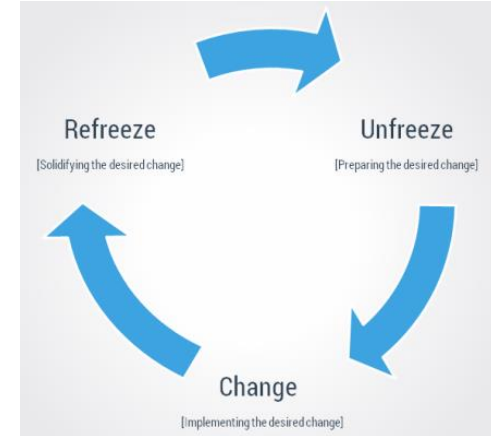 Refreeze
[Solidifying the desired change]
Unfreeze
[Preparing the desired change]
Change
[Implementing the desired change]